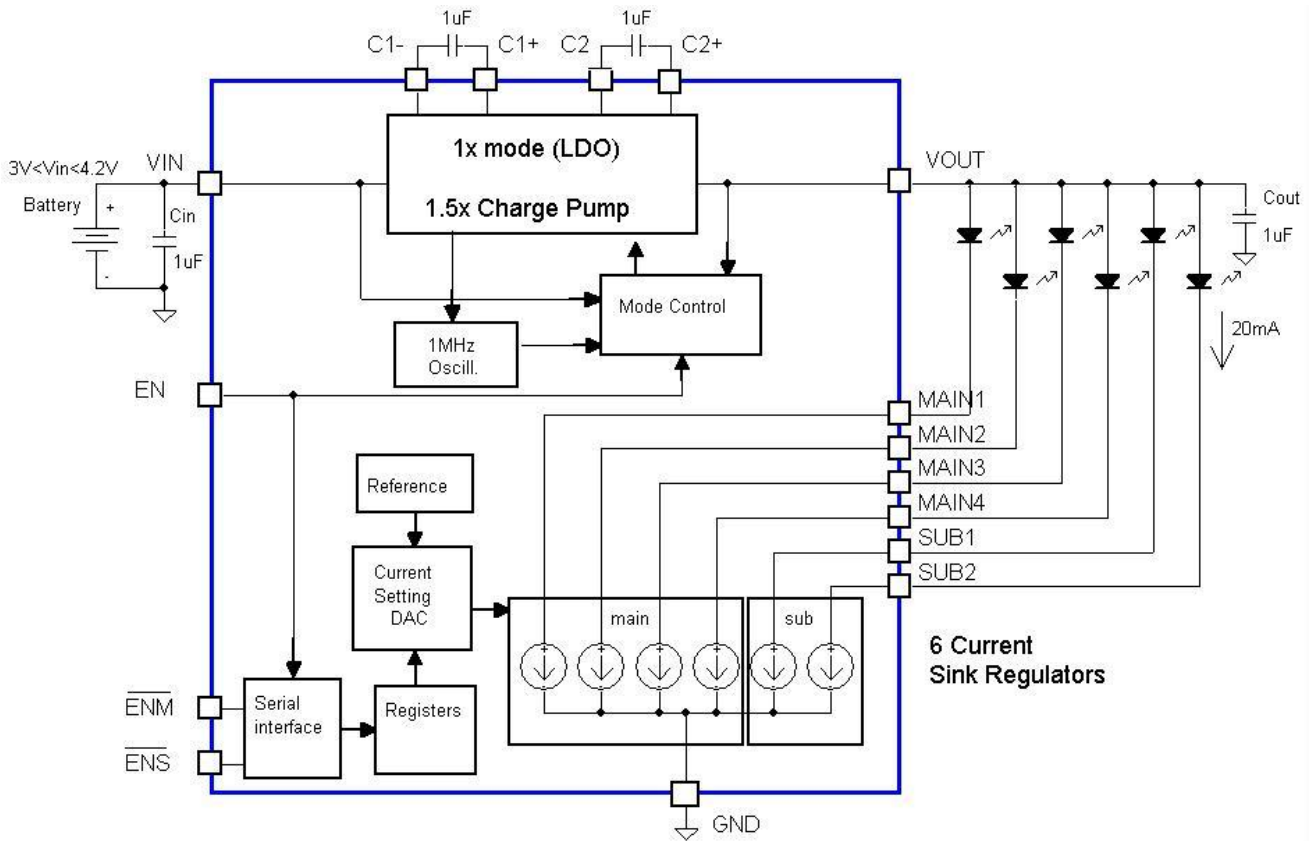 1uF
1uF
C1-
C1+
C2
C2+
1x mode (LDO)
1.5x Charge Pump
3V<Vin<4.2V
VIN
VOUT
Battery
+
-
Cin
1uF
Cout
1uF
Mode Control
1MHz
Oscill.
20mA
EN
MAIN1
MAIN2
MAIN3
MAIN4
SUB1
SUB2
Reference
Current
Setting
DAC
main
sub
6 Current
Sink Regulators
ENM
ENS
Serial
interface
Registers
GND